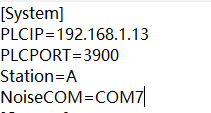 [System]
PLCIP=192.168.1.13
PLCPORT=3900
Station=A
NoiseCOM=COM7